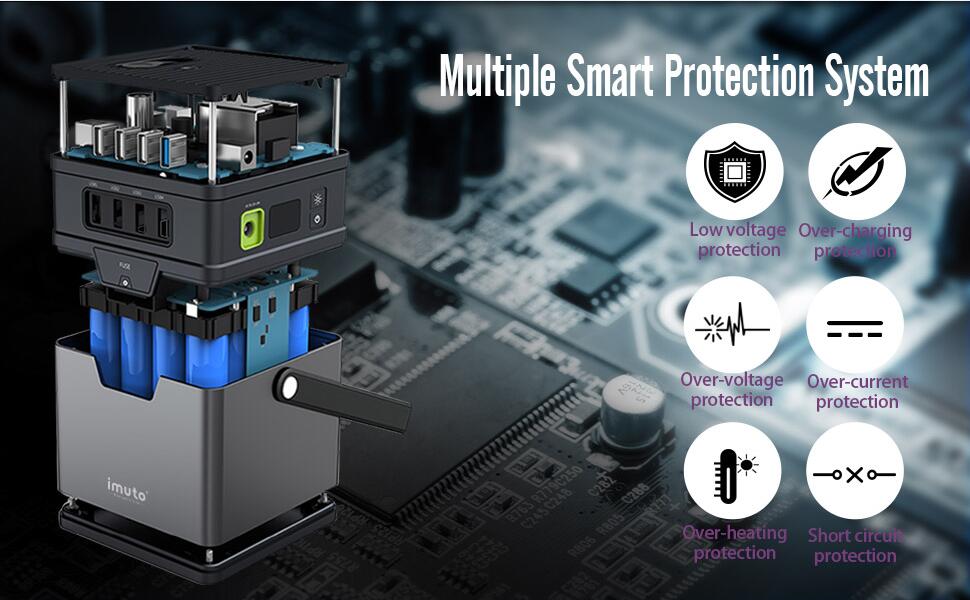 Multiple Smart Protection System
Low voltage
protection
Over-charging
protection
Over-voltage
protection
Over-current
protection
Over-heating
protection
Short circuit
protection
FUSE
imuto